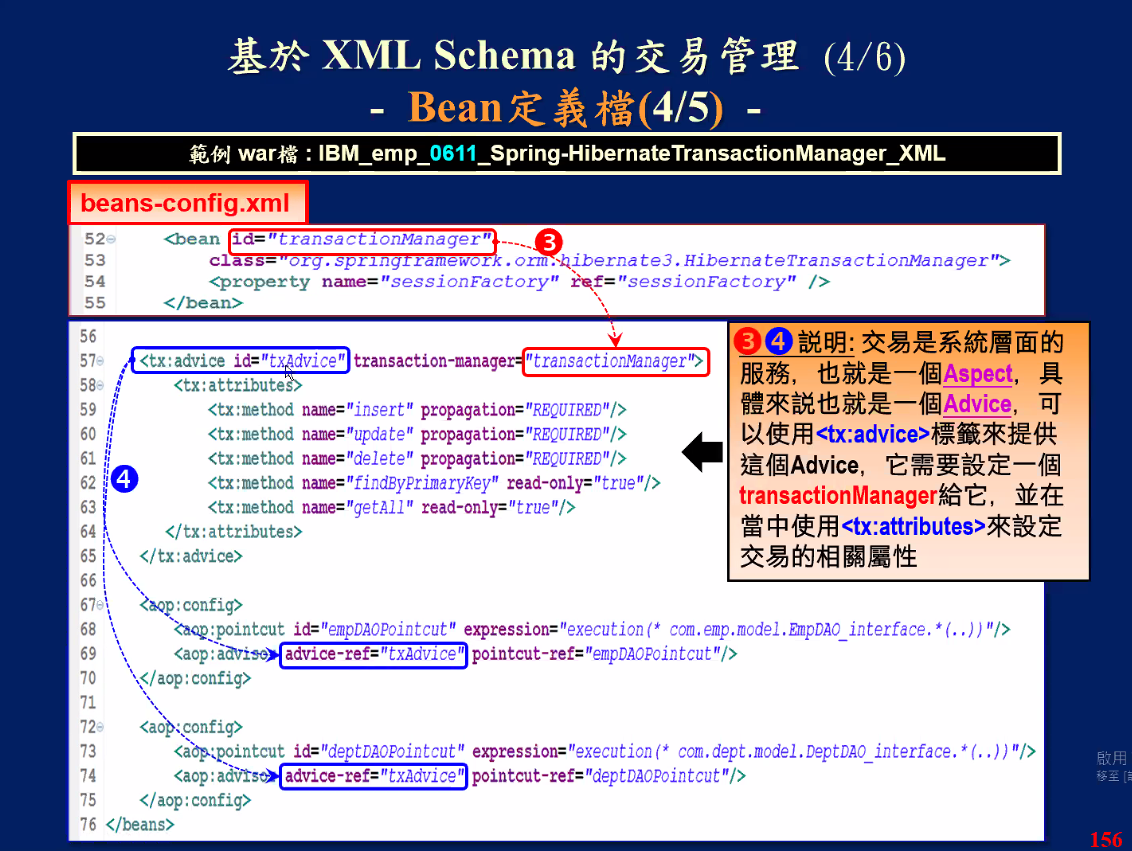 基於 XML Schema 的交易管理 (4/6)
- Bean定義檔(4/5) -
範例 war檔 : IBM_emp_0611_Spring-HibernateTransactionManager_XML
beans-config.xml
52 <bean id="transactionManager"
53 class="org.springframework.orm.hibernate3.HibernateTransactionManager">
54 <property name="sessionFactory" ref="sessionFactory" />
55 </bean>
3
56
57 <tx:advice id="txAdvice" transaction-manager="transactionManager">
58 <tx:attributes>
59 <tx:method name="insert" propagation="REQUIRED"/>
60 <tx:method name="update" propagation="REQUIRED"/>
61 <tx:method name="delete" propagation="REQUIRED"/>
62 <tx:method name="findByPrimaryKey" read-only="true"/>
63 <tx:method name="getAll" read-only="true"/>
64 </tx:attributes>
65 </tx:advice>
66
67 <aop:config>
68 <aop:pointcut id="empDAOPointcut" expression="execution(* com.emp.model.EmpDAO_interface.*(..))"/>
69 <aop:advisor advice-ref="txAdvice" pointcut-ref="empDAOPointcut"/>
70 </aop:config>
71
72 <aop:config>
73 <aop:pointcut id="deptDAOPointcut" expression="execution(* com.dept.model.DeptDAO_interface.*(..))"/>
74 <aop:advisor advice-ref="txAdvice" pointcut-ref="deptDAOPointcut"/>
75 </aop:config>
76 </beans>
4
3 4 説明: 交易是系統層面的
服務，也就是一個Aspect，具
體來説也就是一個Advice，可
以使用<tx:advice>標籤來提供
這個Advice，它需要設定一個
transactionManager給它，並在
當中使用<tx:attributes>來設定
交易的相關屬性
啟用
移至 [
156